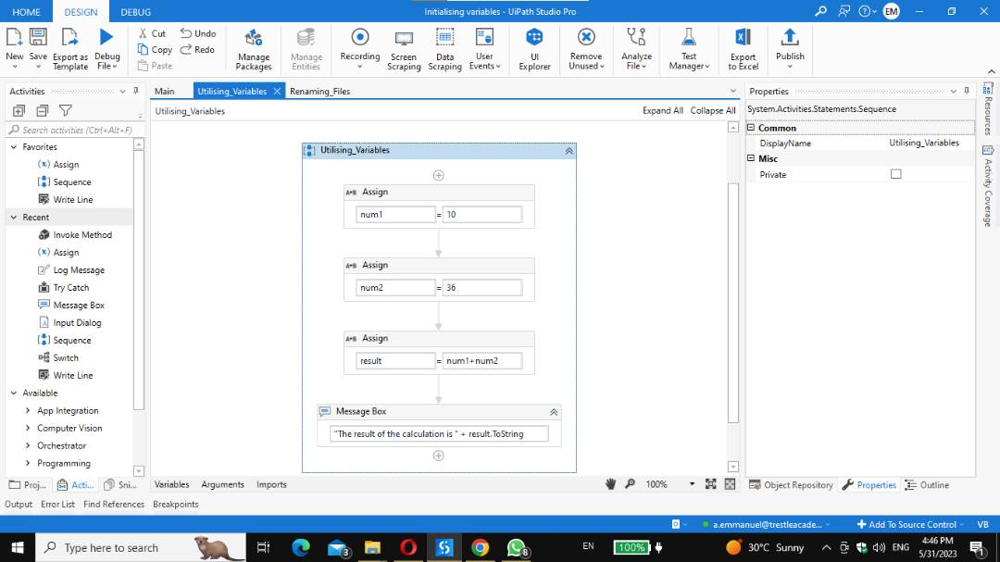 HOME DESIGN DEBUG Initialising variables - UiPath Studio Pro EM
New Save Export as Template Debug File Cut Copy Paste Undo Redo Manage Packages Manage Entities Recording Screen Scraping Data Scraping User Events UI Explorer Remove Unused Analyze File Test Manager Export to Excel Publish
Activities Main Utilising_Variables Renaming_Files Properties
Utilising_Variables Expand All Collapse All System.Activities.Statements.Sequence
Search activities (Ctrl+Alt+F) Common
Favorites Utilising_Variables DisplayName Utilising_Variables
Assign Misc
Sequence Private
Write Line Assign
Recent num1 = 10
Invoke Method
Assign Assign
Log Message
Try Catch num2 = 36
Message Box
Input Dialog
Sequence Assign
Switch result = num1+num2
Write Line
Available
App Integration Message Box
Computer Vision "The result of the calculation is " + result.ToString
Orchestrator
Programming
Resources
Activity Coverage
Proj... Acti... Sni... Variables Arguments Imports 100% Object Repository Properties Outline
Output Error List Find References Breakpoints
a.emmanuel@trestleacade... Add To Source Control VB
Type here to search 3 8 EN 100% 30°C Sunny ENG 4:46 PM
5/31/2023 1